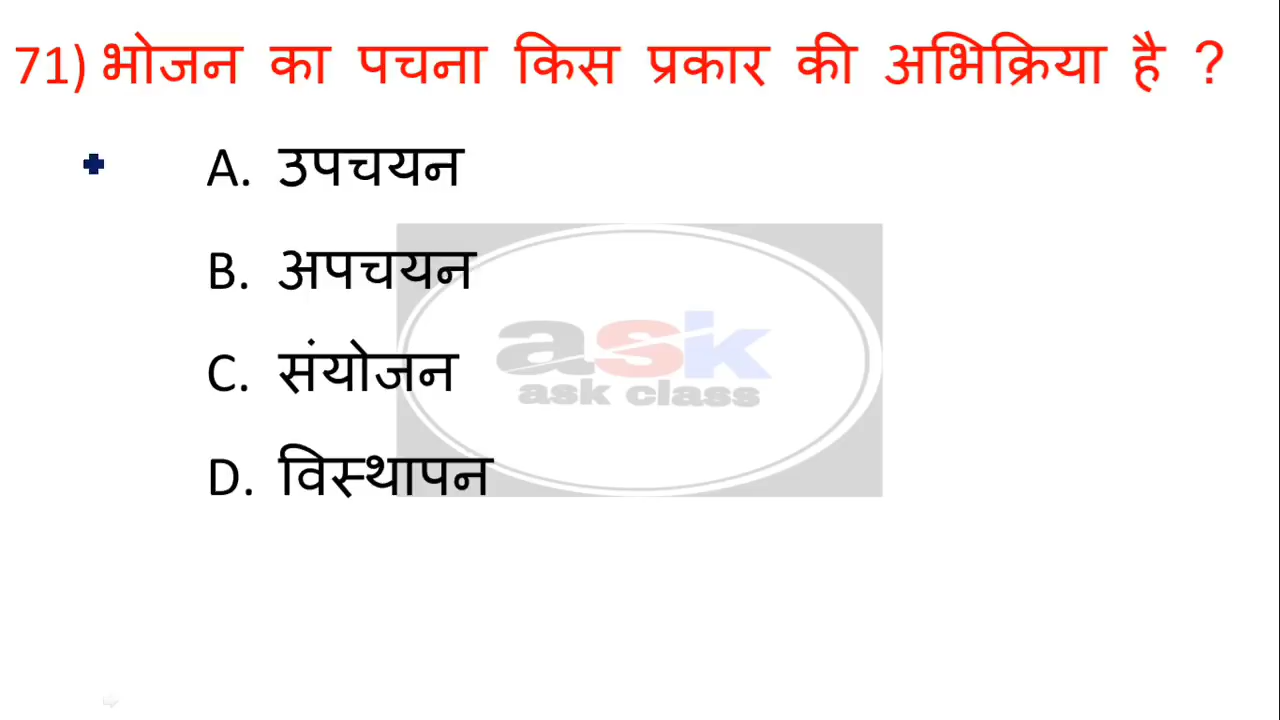 71) भोजन का पचना किस प्रकार की अभिक्रिया है ?
A. उपचयन
B. अपचयन
C. संयोजन
D. विस्थापन
ask
ask class